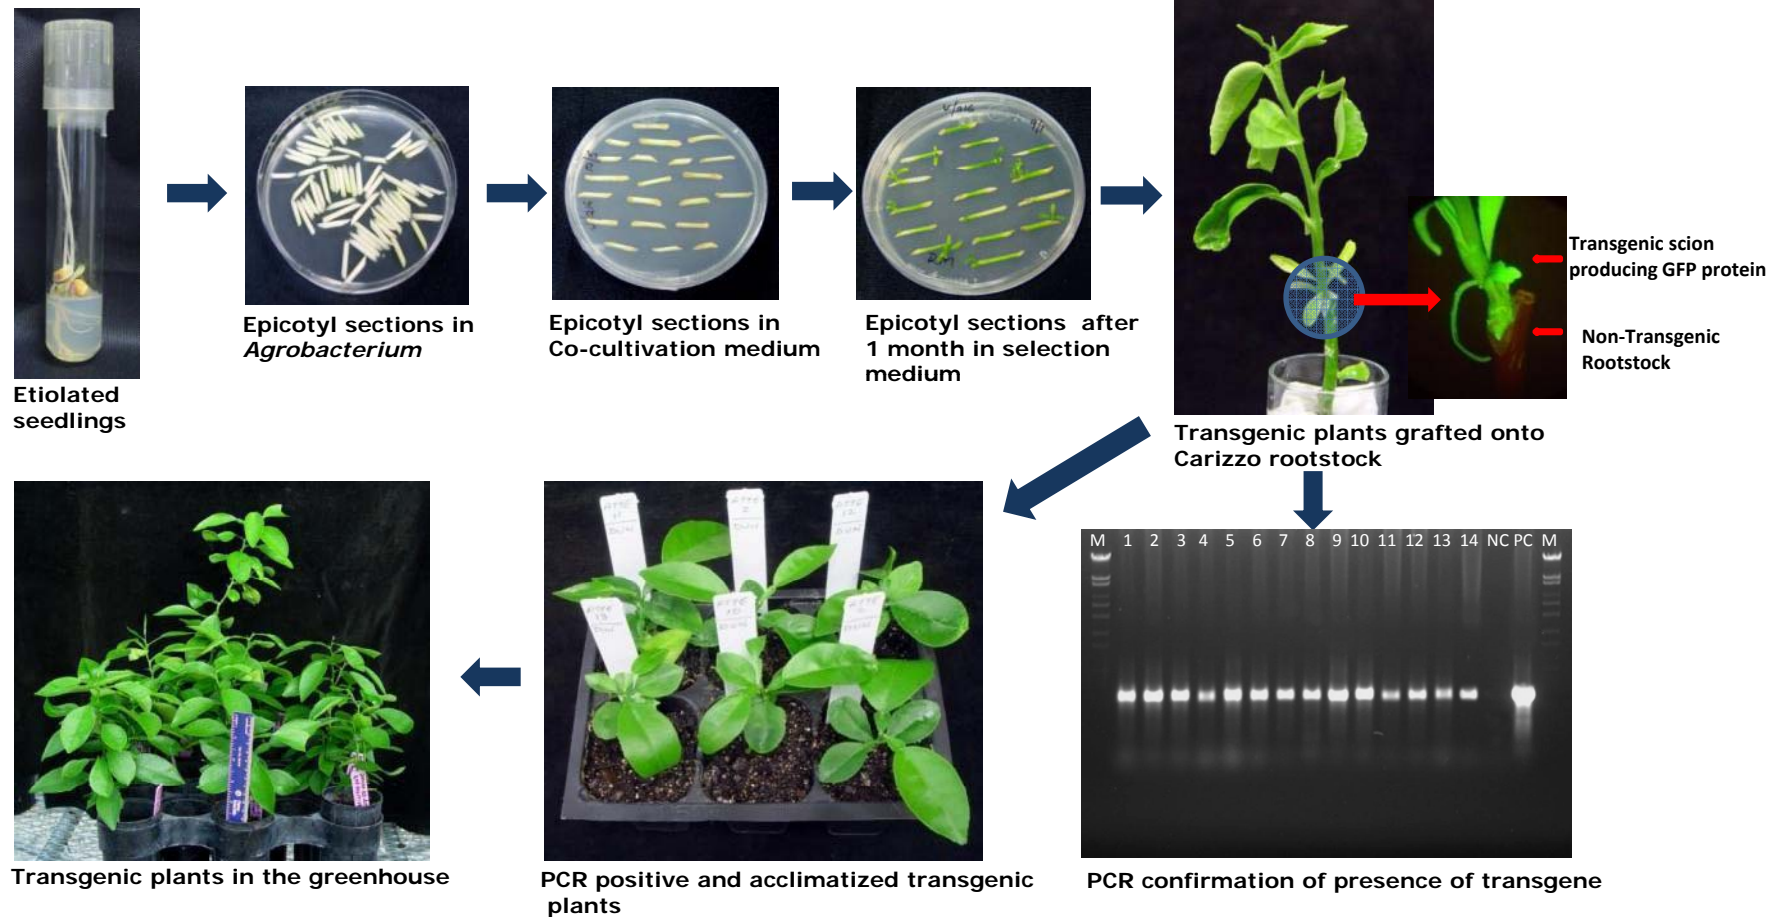 Etiolated
seedlings
Epicotyl sections in
Agrobacterium
Epicotyl sections in
Co-cultivation medium
Epicotyl sections after
1 month in selection
medium
Transgenic scion
producing GFP protein
Non-Transgenic
Rootstock
Transgenic plants grafted onto
Carizzo rootstock
M 1 2 3 4 5 6 7 8 9 10 11 12 13 14 NC PC M
PCR confirmation of presence of transgene
PCR positive and acclimatized transgenic
plants
Transgenic plants in the greenhouse